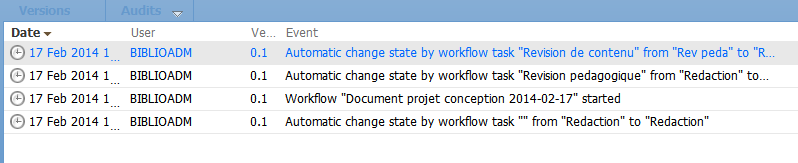 Versions Audits
Date User Ve... Event
17 Feb 2014 1... BIBLIOADM 0.1 Automatic change state by workflow task "Revision de contenu" from "Rev peda" to "R...
17 Feb 2014 1... BIBLIOADM 0.1 Automatic change state by workflow task "Revision pedagogique" from "Redaction" to...
17 Feb 2014 1... BIBLIOADM 0.1 Workflow "Document projet conception 2014-02-17" started
17 Feb 2014 1... BIBLIOADM 0.1 Automatic change state by workflow task "" from "Redaction" to "Redaction"